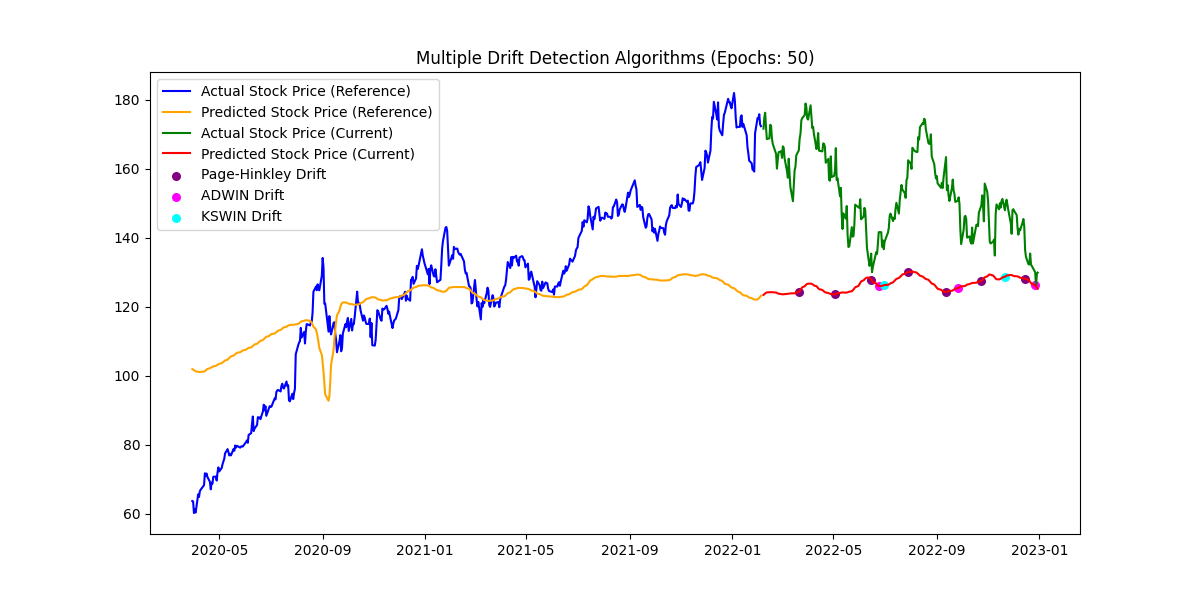 Multiple Drift Detection Algorithms (Epochs: 50)
Actual Stock Price (Reference)
Predicted Stock Price (Reference)
Actual Stock Price (Current)
Predicted Stock Price (Current)
Page-Hinkley Drift
ADWIN Drift
KSWIN Drift
180
160
140
120
100
80
60
2020-05 2020-09 2021-01 2021-05 2021-09 2022-01 2022-05 2022-09 2023-01